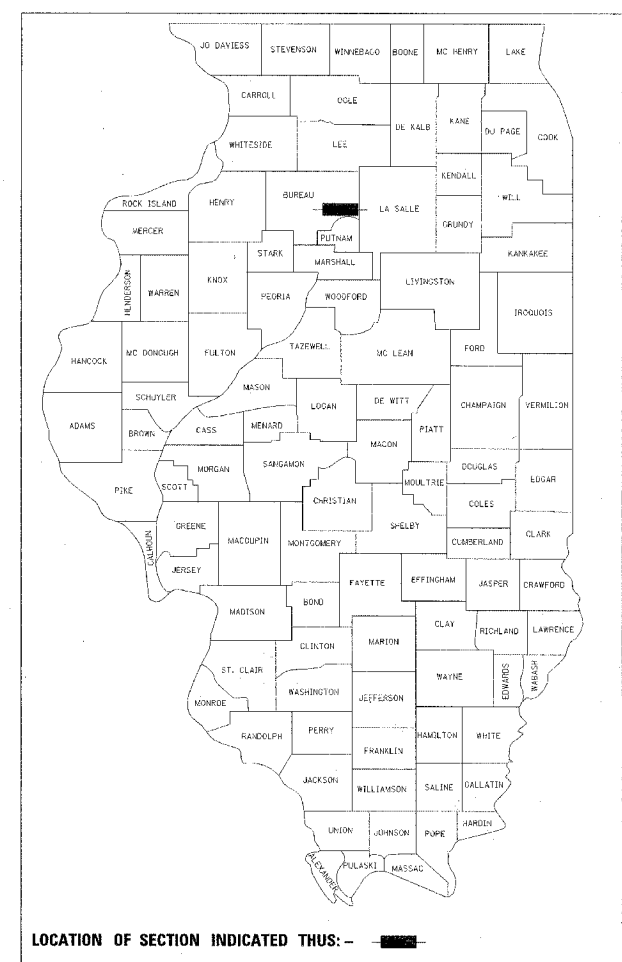 JO DAVIESS
STEVENSON
WINNEBAGO
BOONE
MC HENRY
LAKE
CARROLL
OGLE
DE KALB
KANE
DU PAGE
COOK
WHITESIDE
LEE
KENDALL
WILL
ROCK ISLAND
HENRY
BUREAU
LA SALLE
GRUNDY
MERCER
PUTNAM
KANKAKEE
STARK
MARSHALL
HENDERSON
WARREN
KNOX
PEORIA
WOODFORD
LIVINGSTON
IROQUOIS
HANCOCK
MC DONOUGH
FULTON
TAZEWELL
MC LEAN
FORD
MASON
SCHUYLER
LOGAN
DE WITT
CHAMPAIGN
VERMILION
ADAMS
BROWN
CASS
MENARD
MACON
PIATT
MORGAN
SANGAMON
DOUGLAS
EDGAR
PIKE
SCOTT
CHRISTIAN
MOULTRIE
COLES
GREENE
MACOUPIN
MONTGOMERY
SHELBY
CUMBERLAND
CLARK
CALHOUN
JERSEY
FAYETTE
EFFINGHAM
JASPER
CRAWFORD
MADISON
BOND
CLAY
RICHLAND
LAWRENCE
CLINTON
MARION
ST. CLAIR
WAYNE
EDWARDS
WABASH
WASHINGTON
JEFFERSON
MONROE
RANDOLPH
PERRY
HAMILTON
WHITE
FRANKLIN
JACKSON
WILLIAMSON
SALINE
GALLATIN
UNION
JOHNSON
POPE
HARDIN
ALEXANDER
PULASKI
MASSAC
LOCATION OF SECTION INDICATED THUS: -